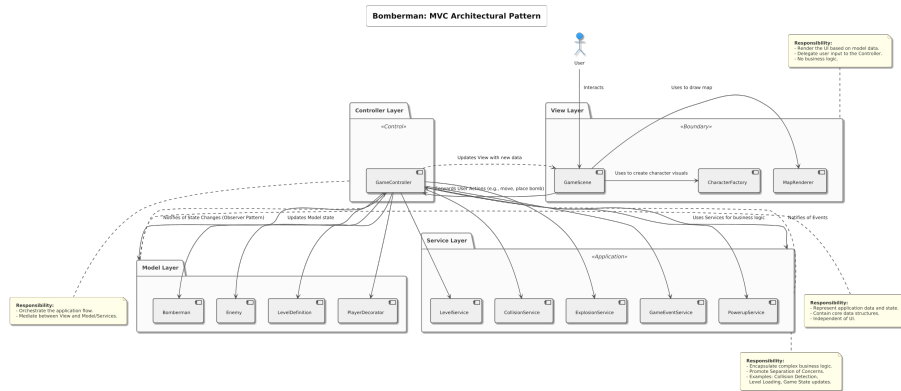 Bomberman: MVC Architectural Pattern
Responsibility:
- Render the UI based on model data.
- Delegate user input to the Controller.
- No business logic.
User
Interacts
Uses to draw map
Controller Layer
«Control»
View Layer
«Boundary»
Updates View with new data
GameController
GameScene
Uses to create character visuals
CharacterFactory
MapRenderer
Forwards User Actions (e.g., move, place bomb)
Notifies of State Changes (Observer Pattern)
Updates Model state
Uses Services for business logic
Notifies of Events
Service Layer
«Application»
Model Layer
Bomberman
Enemy
LevelDefinition
PlayerDecorator
LevelService
CollisionService
ExplosionService
GameEventService
PowerupService
Responsibility:
- Orchestrate the application flow.
- Mediate between View and Model/Services.
Responsibility:
- Represent application data and state.
- Contain core data structures.
- Independent of UI.
Responsibility:
- Encapsulate complex business logic.
- Promote Separation of Concerns.
- Examples: Collision Detection,
Level Loading, Game State updates.